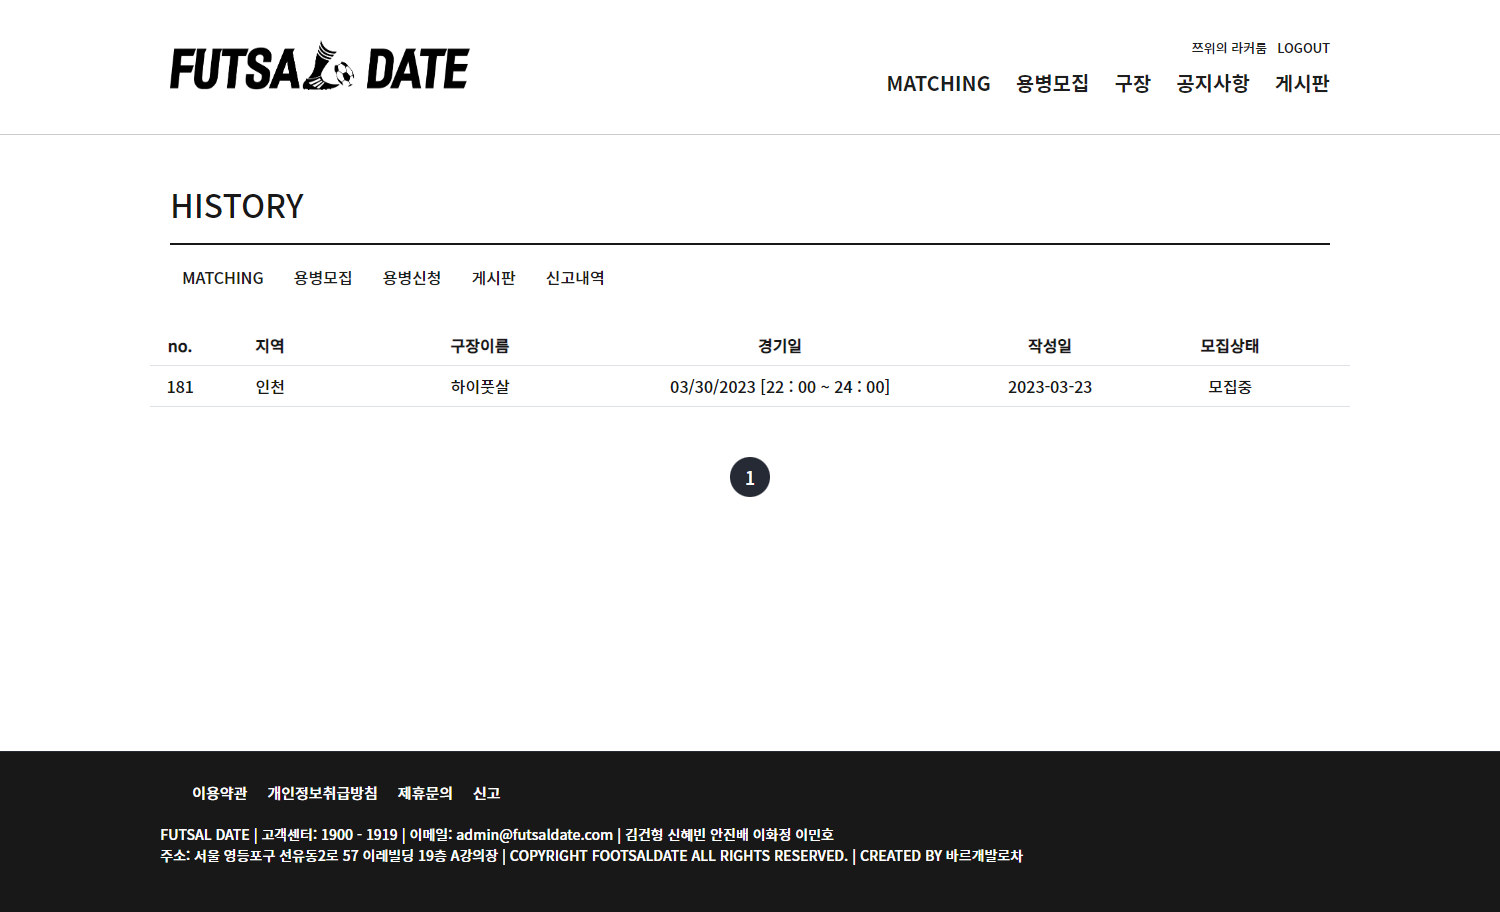 FUTSA DATE
쯔위의 라커룸 LOGOUT
MATCHING 용병모집 구장 공지사항 게시판
HISTORY
MATCHING 용병모집 용병신청 게시판 신고내역
no. 지역 구장이름 경기일 작성일 모집상태
181 인천 하이풋살 03/30/2023 [22 : 00 ~ 24 : 00] 2023-03-23 모집중
1
이용약관 개인정보취급방침 제휴문의 신고
FUTSAL DATE | 고객센터: 1900 - 1919 | 이메일: admin@futsaldate.com | 김건형 신혜빈 안진배 이화정 이민호
주소: 서울 영등포구 선유동2로 57 이레빌딩 19층 A강의장 | COPYRIGHT FOOTSALDATE ALL RIGHTS RESERVED. | CREATED BY 바르개발로차